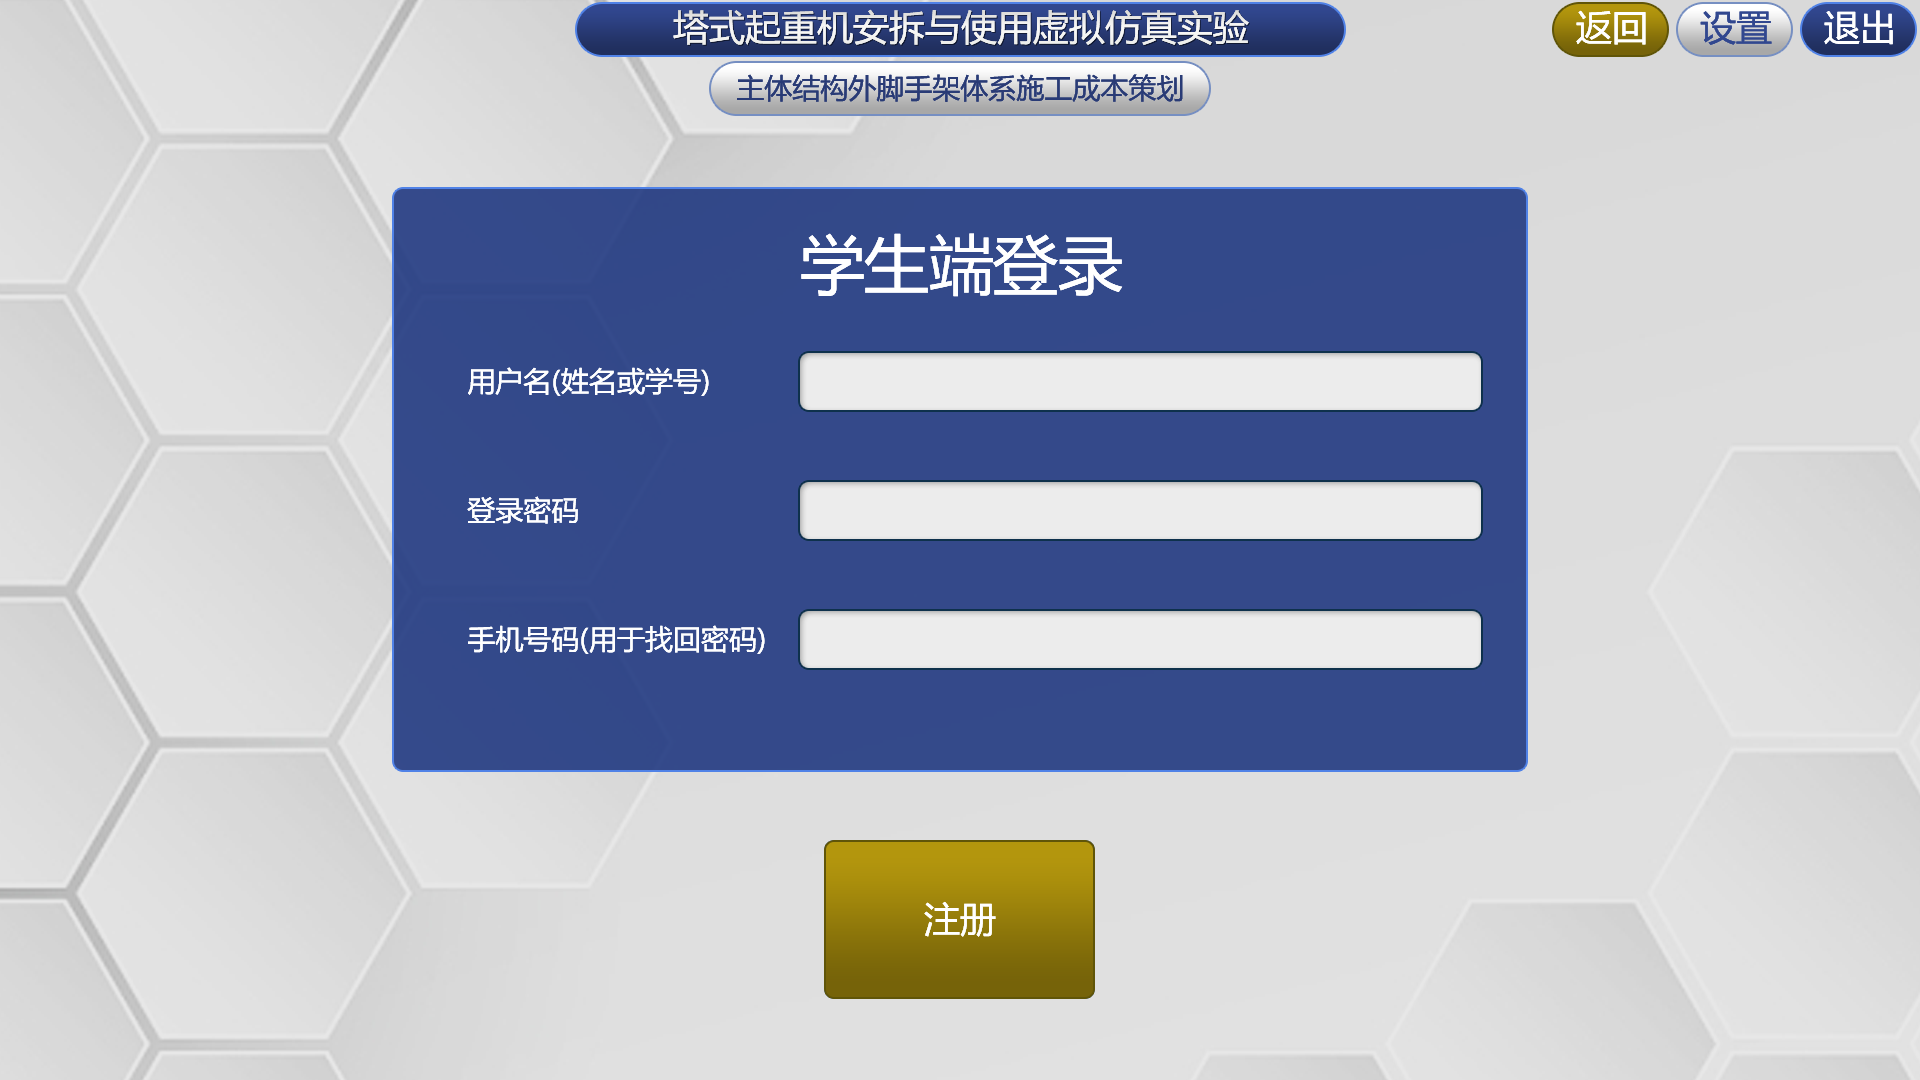 塔式起重机安拆与使用虚拟仿真实验
返回
设置
退出
主体结构外脚手架体系施工成本策划
学生端登录
用户名(姓名或学号)
登录密码
手机号码(用于找回密码)
注册